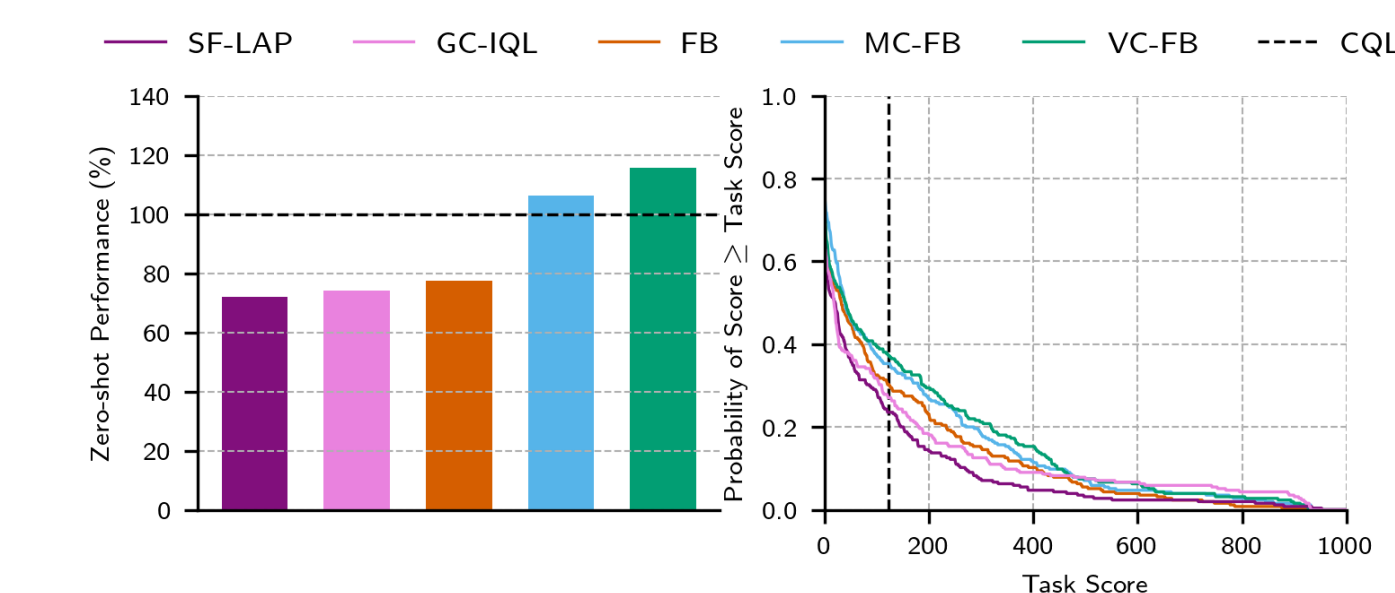 SF-LAP GC-IQL FB MC-FB VC-FB CQL
Zero-shot Performance (%)
140
120
100
80
60
40
20
0
Probability of Score ≥ Task Score
1.0
0.8
0.6
0.4
0.2
0.0
0 200 400 600 800 1000
Task Score